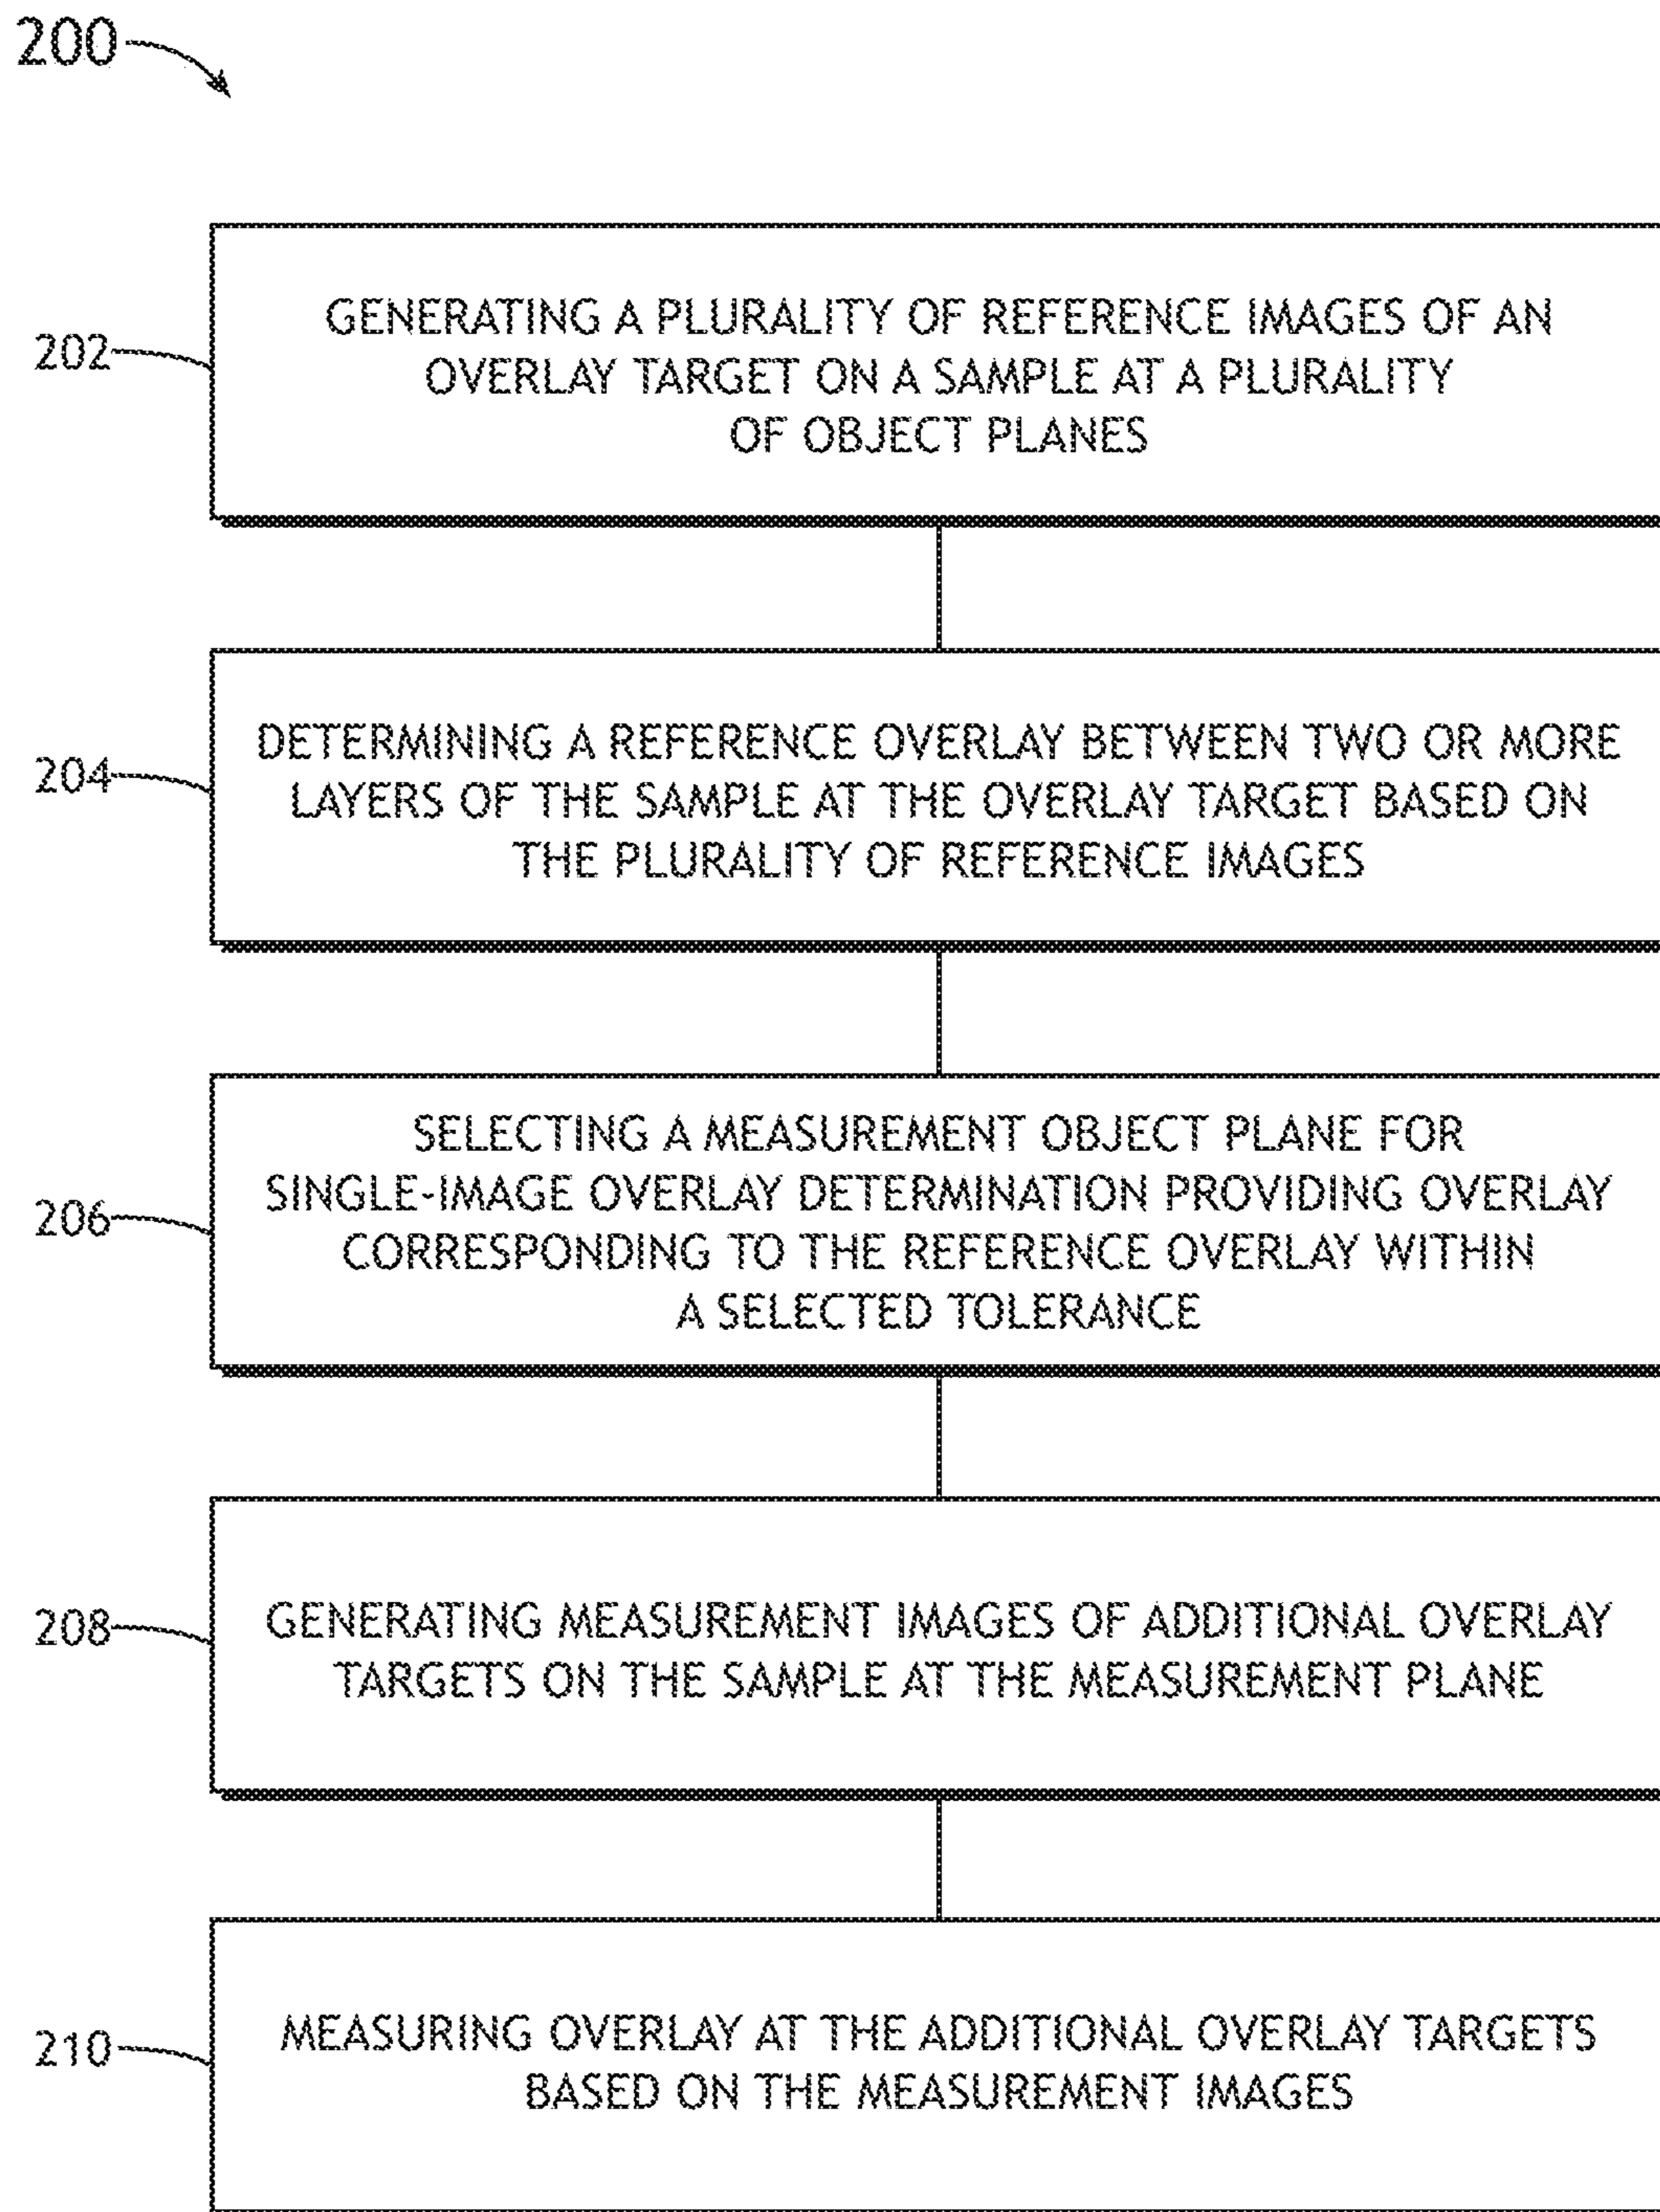 200
202
GENERATING A PLURALITY OF REFERENCE IMAGES OF AN
OVERLAY TARGET ON A SAMPLE AT A PLURALITY
OF OBJECT PLANES
204
DETERMINING A REFERENCE OVERLAY BETWEEN TWO OR MORE
LAYERS OF THE SAMPLE AT THE OVERLAY TARGET BASED ON
THE PLURALITY OF REFERENCE IMAGES
206
SELECTING A MEASUREMENT OBJECT PLANE FOR
SINGLE-IMAGE OVERLAY DETERMINATION PROVIDING OVERLAY
CORRESPONDING TO THE REFERENCE OVERLAY WITHIN
A SELECTED TOLERANCE
208
GENERATING MEASUREMENT IMAGES OF ADDITIONAL OVERLAY
TARGETS ON THE SAMPLE AT THE MEASUREMENT PLANE
210
MEASURING OVERLAY AT THE ADDITIONAL OVERLAY TARGETS
BASED ON THE MEASUREMENT IMAGES